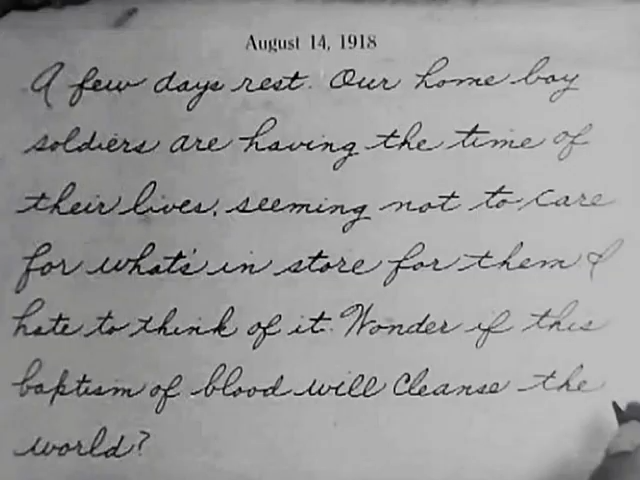 August 14, 1918
A few days rest. Our home boy
soldiers are having the time of
their lives, seeming not to care
for what's in store for them I
hate to think of it. Wonder if this
baptism of blood will cleanse the
world?